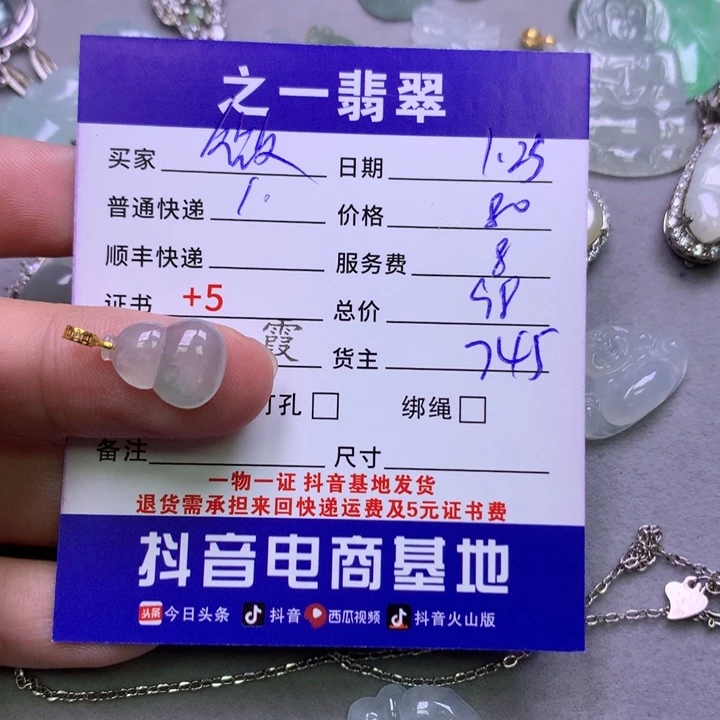 之一翡翠
买家 日期 1.25
普通快递 1. 价格 80
顺丰快递 服务费 8
证书 +5 总价 98
霞 货主 745
打孔 绑绳
备注 尺寸
一物一证 抖音基地发货
退货需承担来回快递运费及5元证书费
抖音电商基地
头条 今日头条 抖音 西瓜视频 抖音火山版